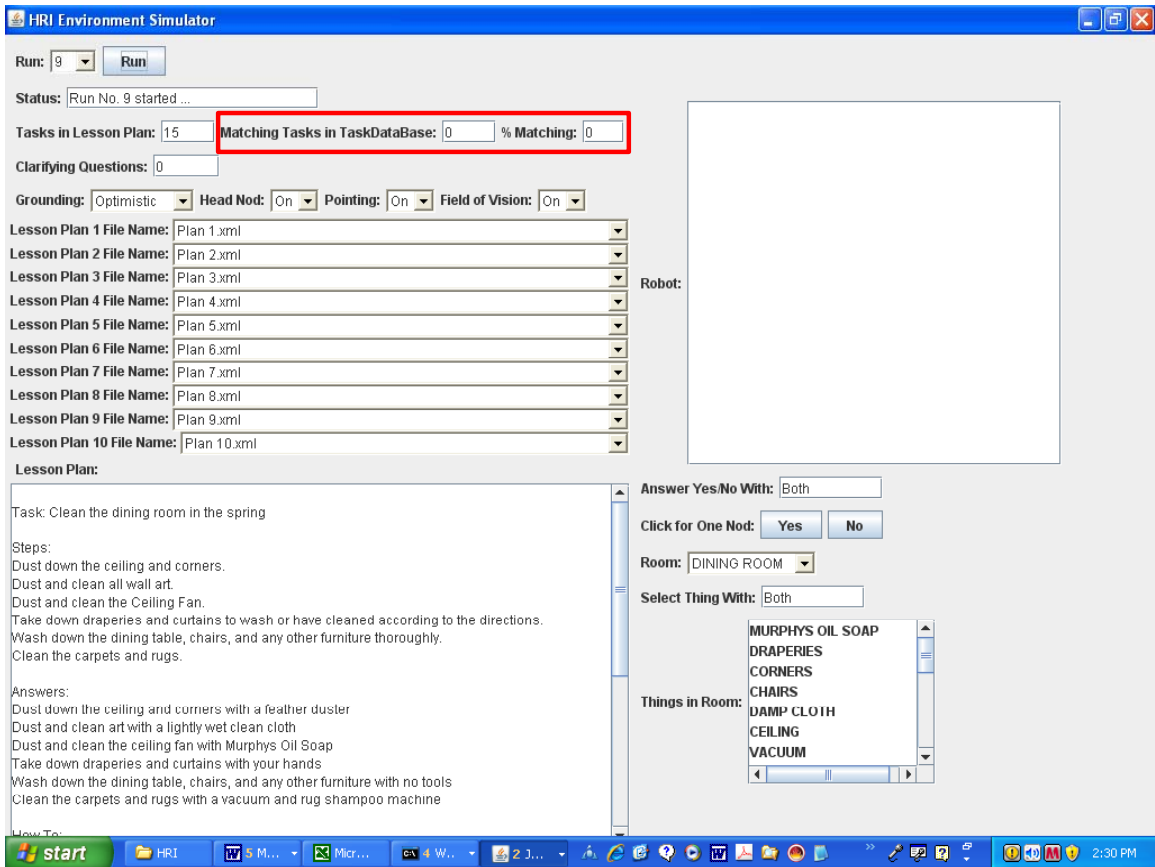 HRI Environment Simulator
Run: 9 Run
Status: Run No. 9 started ...
Tasks in Lesson Plan: 15 Matching Tasks in TaskDataBase: 0 % Matching: 0
Clarifying Questions: 0
Grounding: Optimistic Head Nod: On Pointing: On Field of Vision: On
Lesson Plan 1 File Name: Plan 1.xml
Lesson Plan 2 File Name: Plan 2.xml
Lesson Plan 3 File Name: Plan 3.xml
Lesson Plan 4 File Name: Plan 4.xml
Lesson Plan 5 File Name: Plan 5.xml
Lesson Plan 6 File Name: Plan 6.xml
Lesson Plan 7 File Name: Plan 7.xml
Lesson Plan 8 File Name: Plan 8.xml
Lesson Plan 9 File Name: Plan 9.xml
Lesson Plan 10 File Name: Plan 10.xml
Robot:
Lesson Plan:
Task: Clean the dining room in the spring
Steps:
Dust down the ceiling and corners.
Dust and clean all wall art.
Dust and clean the Ceiling Fan.
Take down draperies and curtains to wash or have cleaned according to the directions.
Wash down the dining table, chairs, and any other furniture thoroughly.
Clean the carpets and rugs.
Answers:
Dust down the ceiling and corners with a feather duster
Dust and clean art with a lightly wet clean cloth
Dust and clean the ceiling fan with Murphys Oil Soap
Take down draperies and curtains with your hands
Wash down the dining table, chairs, and any other furniture with no tools
Clean the carpets and rugs with a vacuum and rug shampoo machine
How To:
Answer Yes/No With: Both
Click for One Nod: Yes No
Room: DINING ROOM
Select Thing With: Both
Things in Room:
MURPHYS OIL SOAP
DRAPERIES
CORNERS
CHAIRS
DAMP CLOTH
CEILING
VACUUM
start HRI 5 M... Micr... 4 W.. 2 J... 2:30 PM